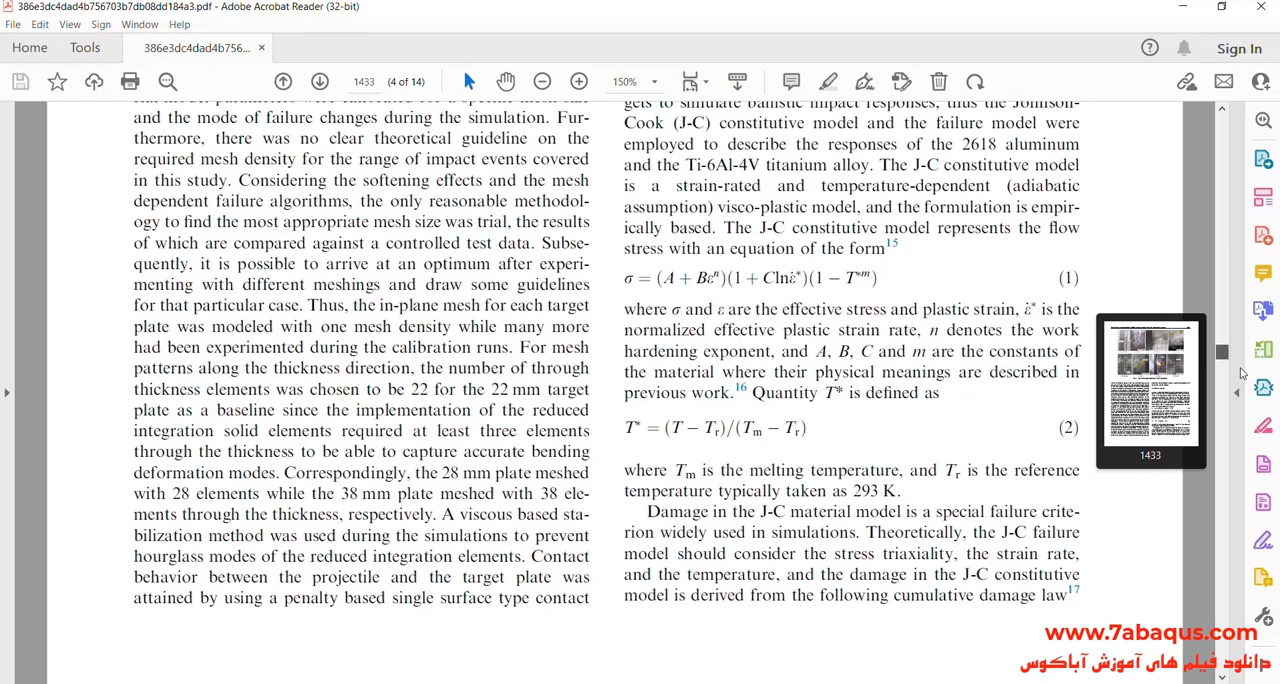 386e3dc4dad4b756703b7db08dd184a3.pdf - Adobe Acrobat Reader (32-bit)
File Edit View Sign Window Help
Home Tools 386e3dc4dad4b756... × Sign In
1433 (4 of 14) 150%
and the mode of failure changes during the simulation. Fur-
thermore, there was no clear theoretical guideline on the
required mesh density for the range of impact events covered
in this study. Considering the softening effects and the mesh
dependent failure algorithms, the only reasonable methodol-
ogy to find the most appropriate mesh size was trial, the results
of which are compared against a controlled test data. Subse-
quently, it is possible to arrive at an optimum after experi-
menting with different meshings and draw some guidelines
for that particular case. Thus, the in-plane mesh for each target
plate was modeled with one mesh density while many more
had been experimented during the calibration runs. For mesh
patterns along the thickness direction, the number of through
thickness elements was chosen to be 22 for the 22 mm target
plate as a baseline since the implementation of the reduced
integration solid elements required at least three elements
through the thickness to be able to capture accurate bending
deformation modes. Correspondingly, the 28 mm plate meshed
with 28 elements while the 38 mm plate meshed with 38 ele-
ments through the thickness, respectively. A viscous based sta-
bilization method was used during the simulations to prevent
hourglass modes of the reduced integration elements. Contact
behavior between the projectile and the target plate was
attained by using a penalty based single surface type contact
gets to simulate ballistic impact responses, thus the Johnson-
Cook (J-C) constitutive model and the failure model were
employed to describe the responses of the 2618 aluminum
and the Ti-6Al-4V titanium alloy. The J-C constitutive model
is a strain-rated and temperature-dependent (adiabatic
assumption) visco-plastic model, and the formulation is empir-
ically based. The J-C constitutive model represents the flow
stress with an equation of the form¹⁵
σ = (A + Bεⁿ)(1 + Clnε̇*)(1 − T*ᵐ) (1)
where σ and ε are the effective stress and plastic strain, ε̇* is the
normalized effective plastic strain rate, n denotes the work
hardening exponent, and A, B, C and m are the constants of
the material where their physical meanings are described in
previous work.¹⁶ Quantity T* is defined as
T* = (T − Tr)/(Tm − Tr) (2)
where Tm is the melting temperature, and Tr is the reference
temperature typically taken as 293 K.
Damage in the J-C material model is a special failure crite-
rion widely used in simulations. Theoretically, the J-C failure
model should consider the stress triaxiality, the strain rate,
and the temperature, and the damage in the J-C constitutive
model is derived from the following cumulative damage law¹⁷
1433
www.7abaqus.com
دانلود فیلم های آموزش آباکوس